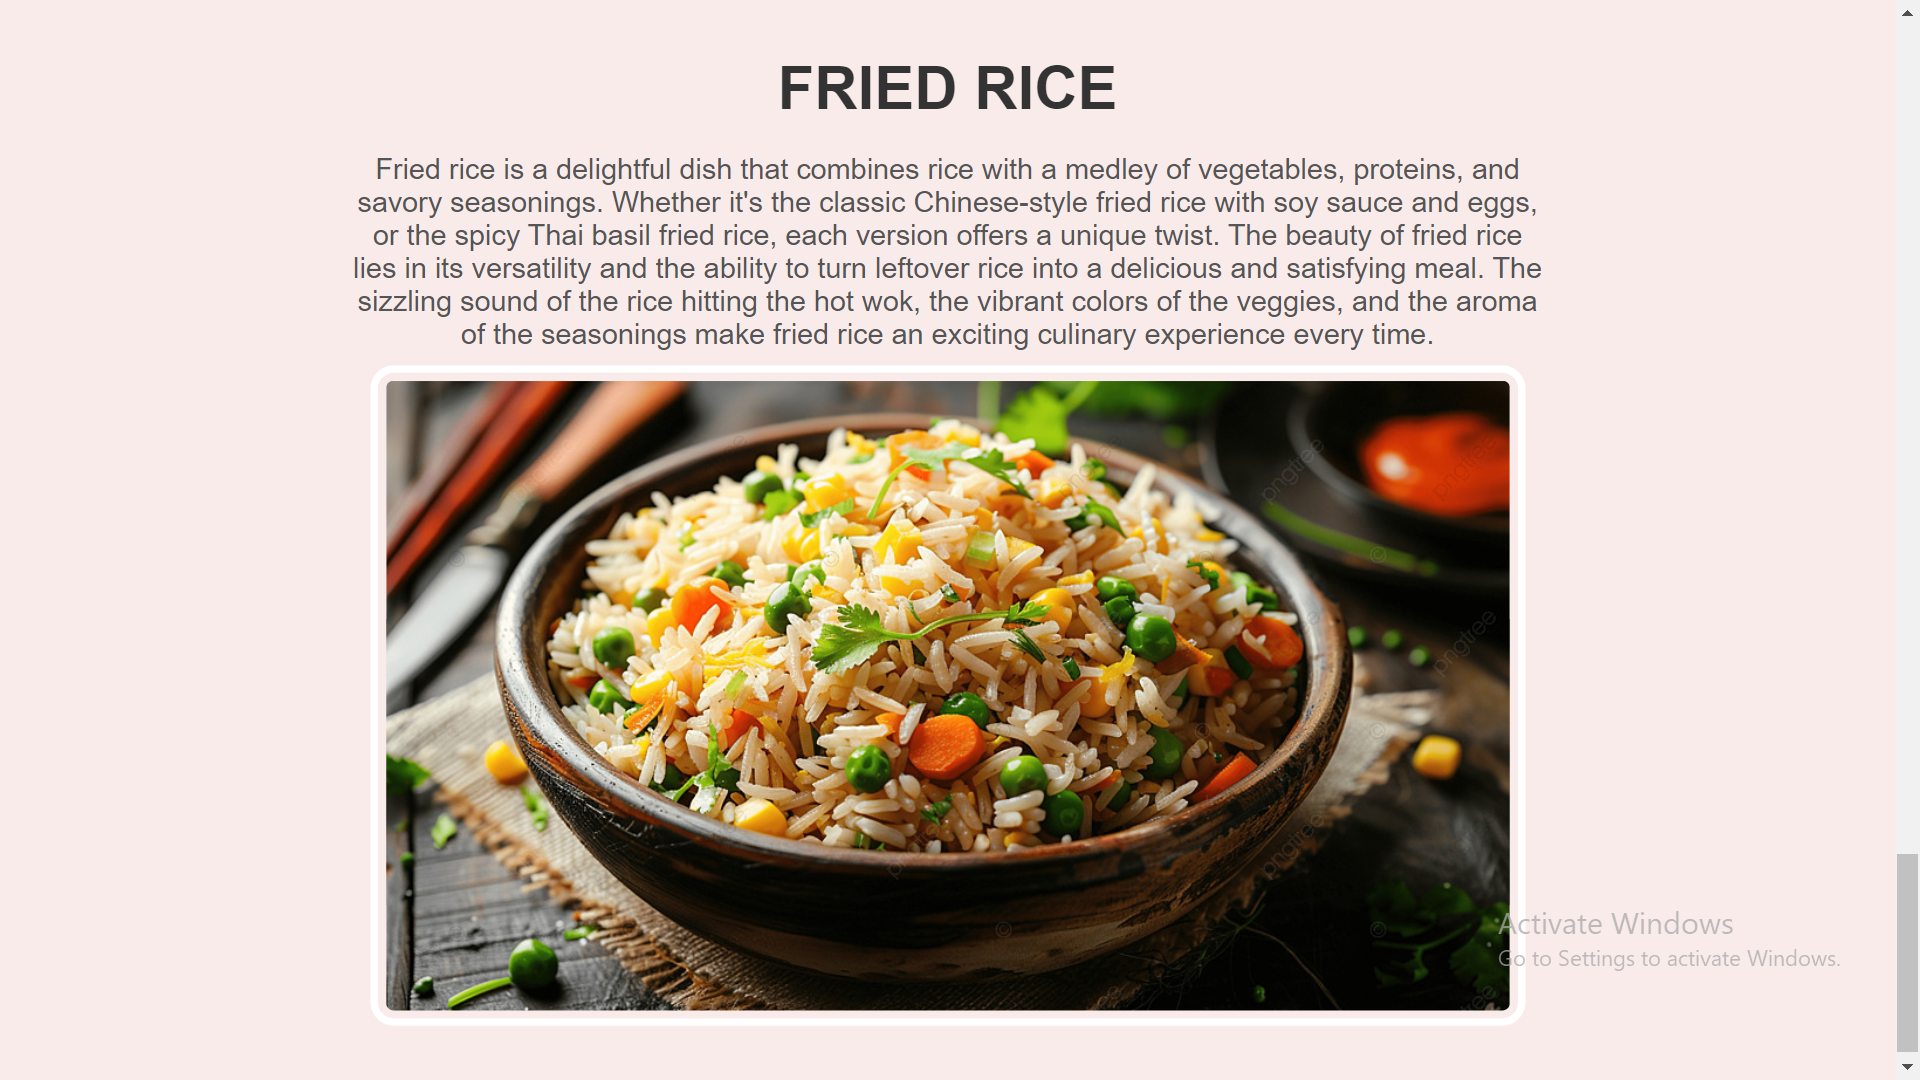 FRIED RICE
Fried rice is a delightful dish that combines rice with a medley of vegetables, proteins, and
savory seasonings. Whether it's the classic Chinese-style fried rice with soy sauce and eggs,
or the spicy Thai basil fried rice, each version offers a unique twist. The beauty of fried rice
lies in its versatility and the ability to turn leftover rice into a delicious and satisfying meal. The
sizzling sound of the rice hitting the hot wok, the vibrant colors of the veggies, and the aroma
of the seasonings make fried rice an exciting culinary experience every time.
pngtree
pngtree
pngtree
pngtree
Activate Windows
Go to Settings to activate Windows.